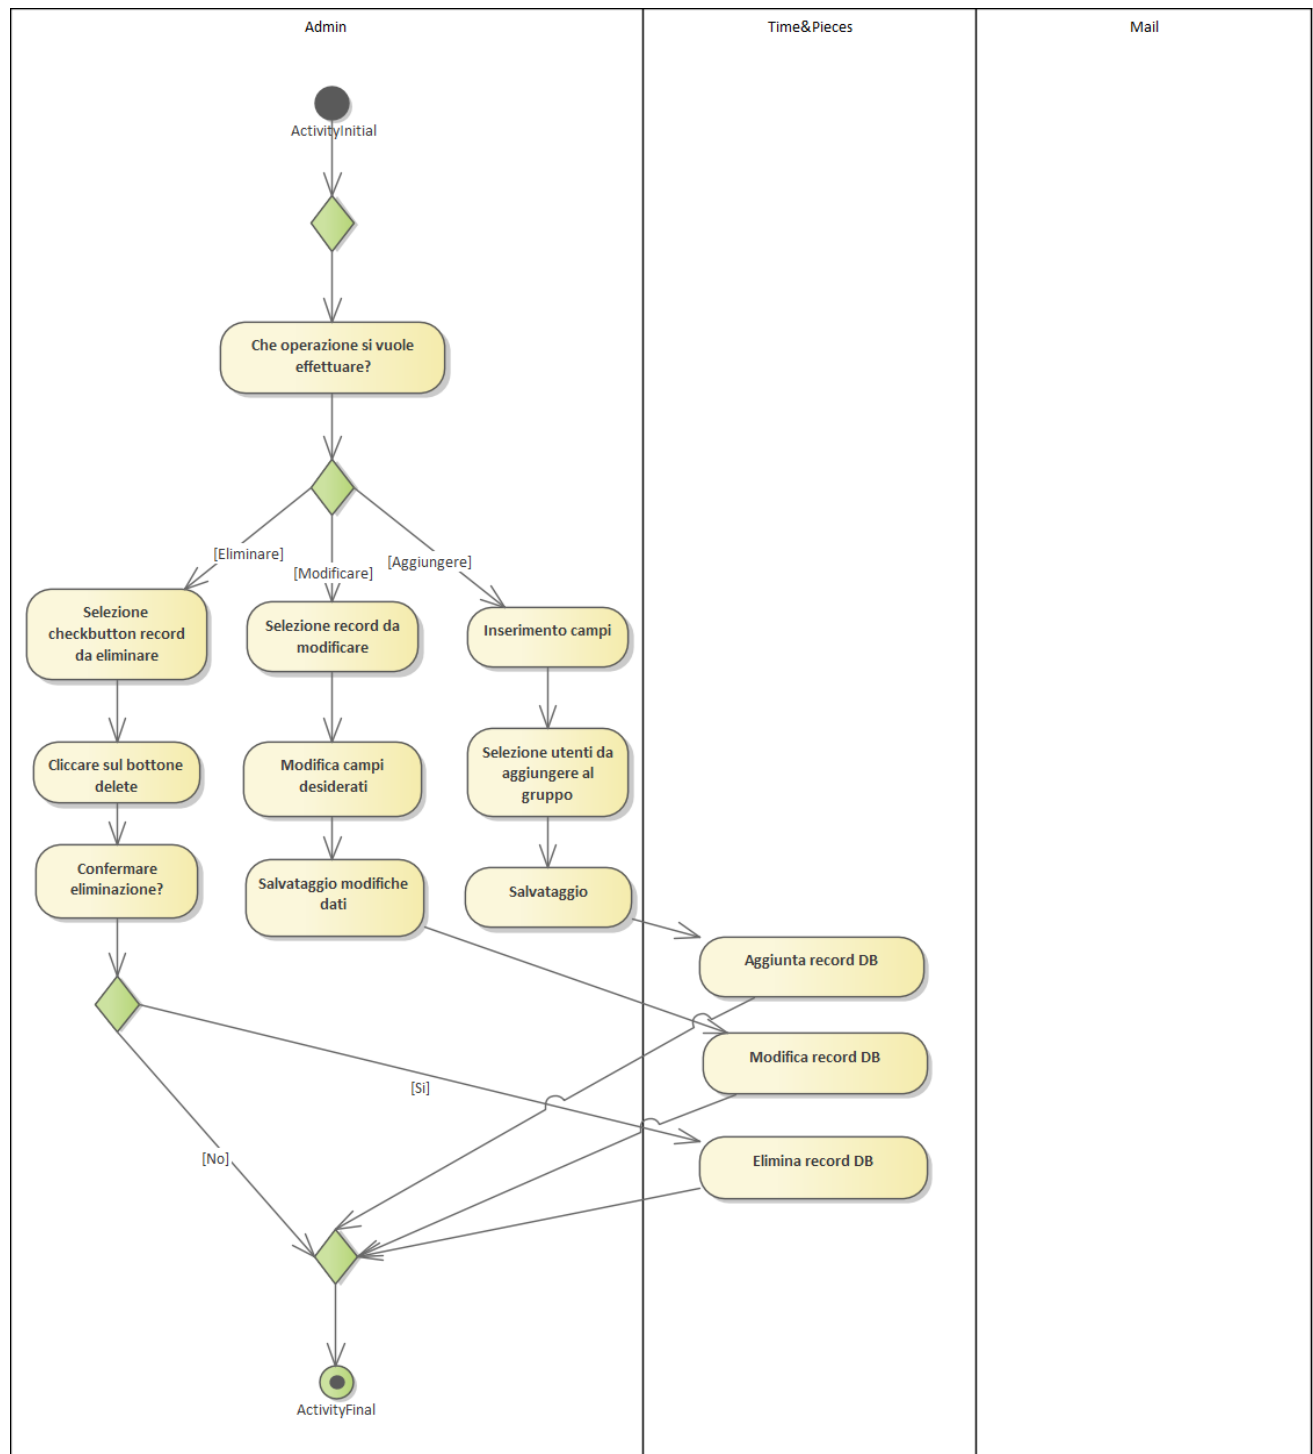 Admin
Time&Pieces
Mail
ActivityInitial
Che operazione si vuole
effettuare?
[Eliminare]
[Modificare]
[Aggiungere]
Selezione
checkbutton record
da eliminare
Selezione record da
modificare
Inserimento campi
Cliccare sul bottone
delete
Modifica campi
desiderati
Selezione utenti da
aggiungere al
gruppo
Confermare
eliminazione?
Salvataggio modifiche
dati
Salvataggio
Aggiunta record DB
Modifica record DB
[Si]
[No]
Elimina record DB
ActivityFinal